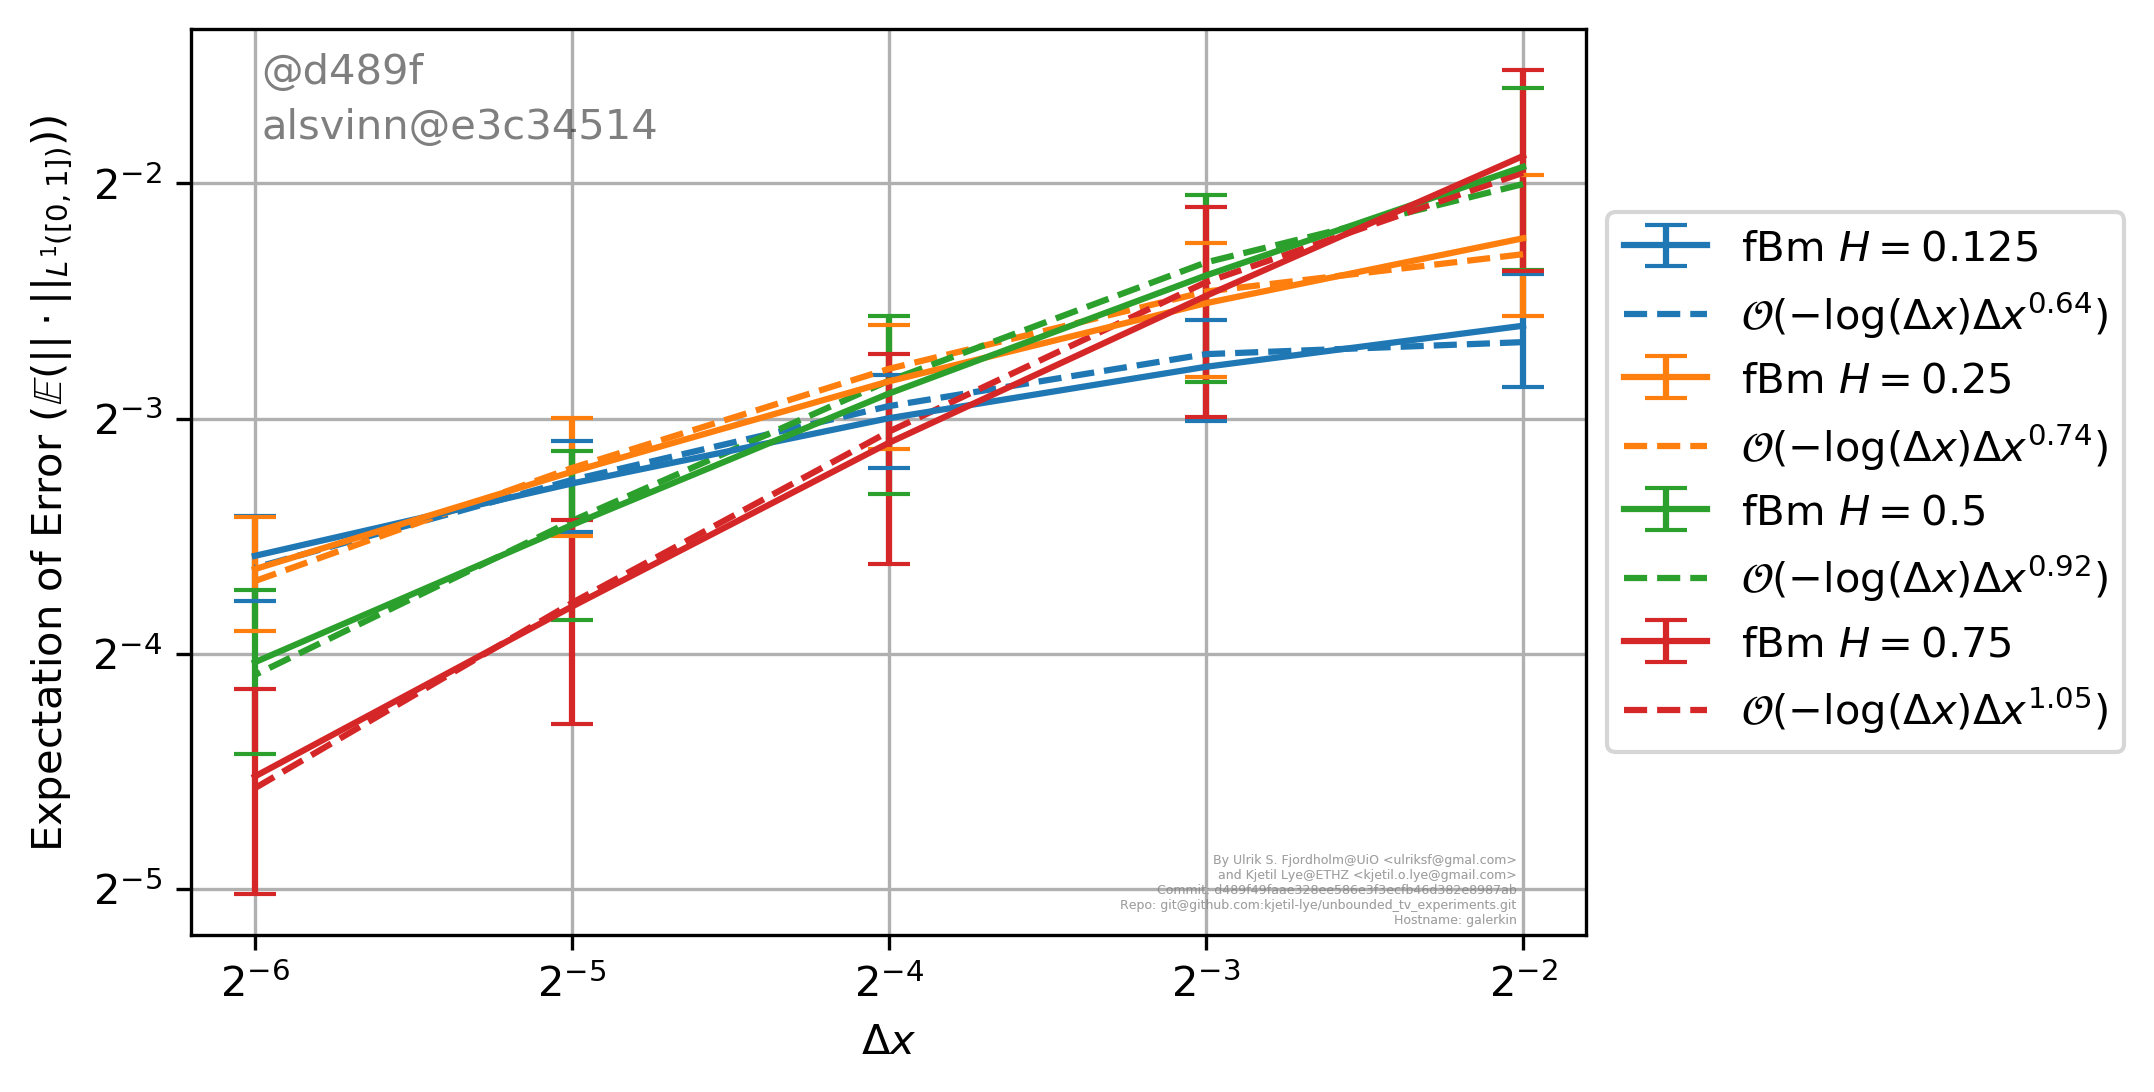 @d489f
alsvinn@e3c34514
Expectation of Error (𝔼(||·||_{L^1([0,1])}))
2^{-2}
2^{-3}
2^{-4}
2^{-5}
2^{-6} 2^{-5} 2^{-4} 2^{-3} 2^{-2}
Δx
fBm H = 0.125
𝒪(−log(Δx)Δx^{0.64})
fBm H = 0.25
𝒪(−log(Δx)Δx^{0.74})
fBm H = 0.5
𝒪(−log(Δx)Δx^{0.92})
fBm H = 0.75
𝒪(−log(Δx)Δx^{1.05})
By Ulrik S. Fjordholm@UiO <ulriksf@gmal.com>
and Kjetil Lye@ETHZ <kjetil.o.lye@gmail.com>
Commit: d489f49faae328ee586e3f3ecfb46d382e8987ab
Repo: git@github.com:kjetil-lye/unbounded_tv_experiments.git
Hostname: galerkin